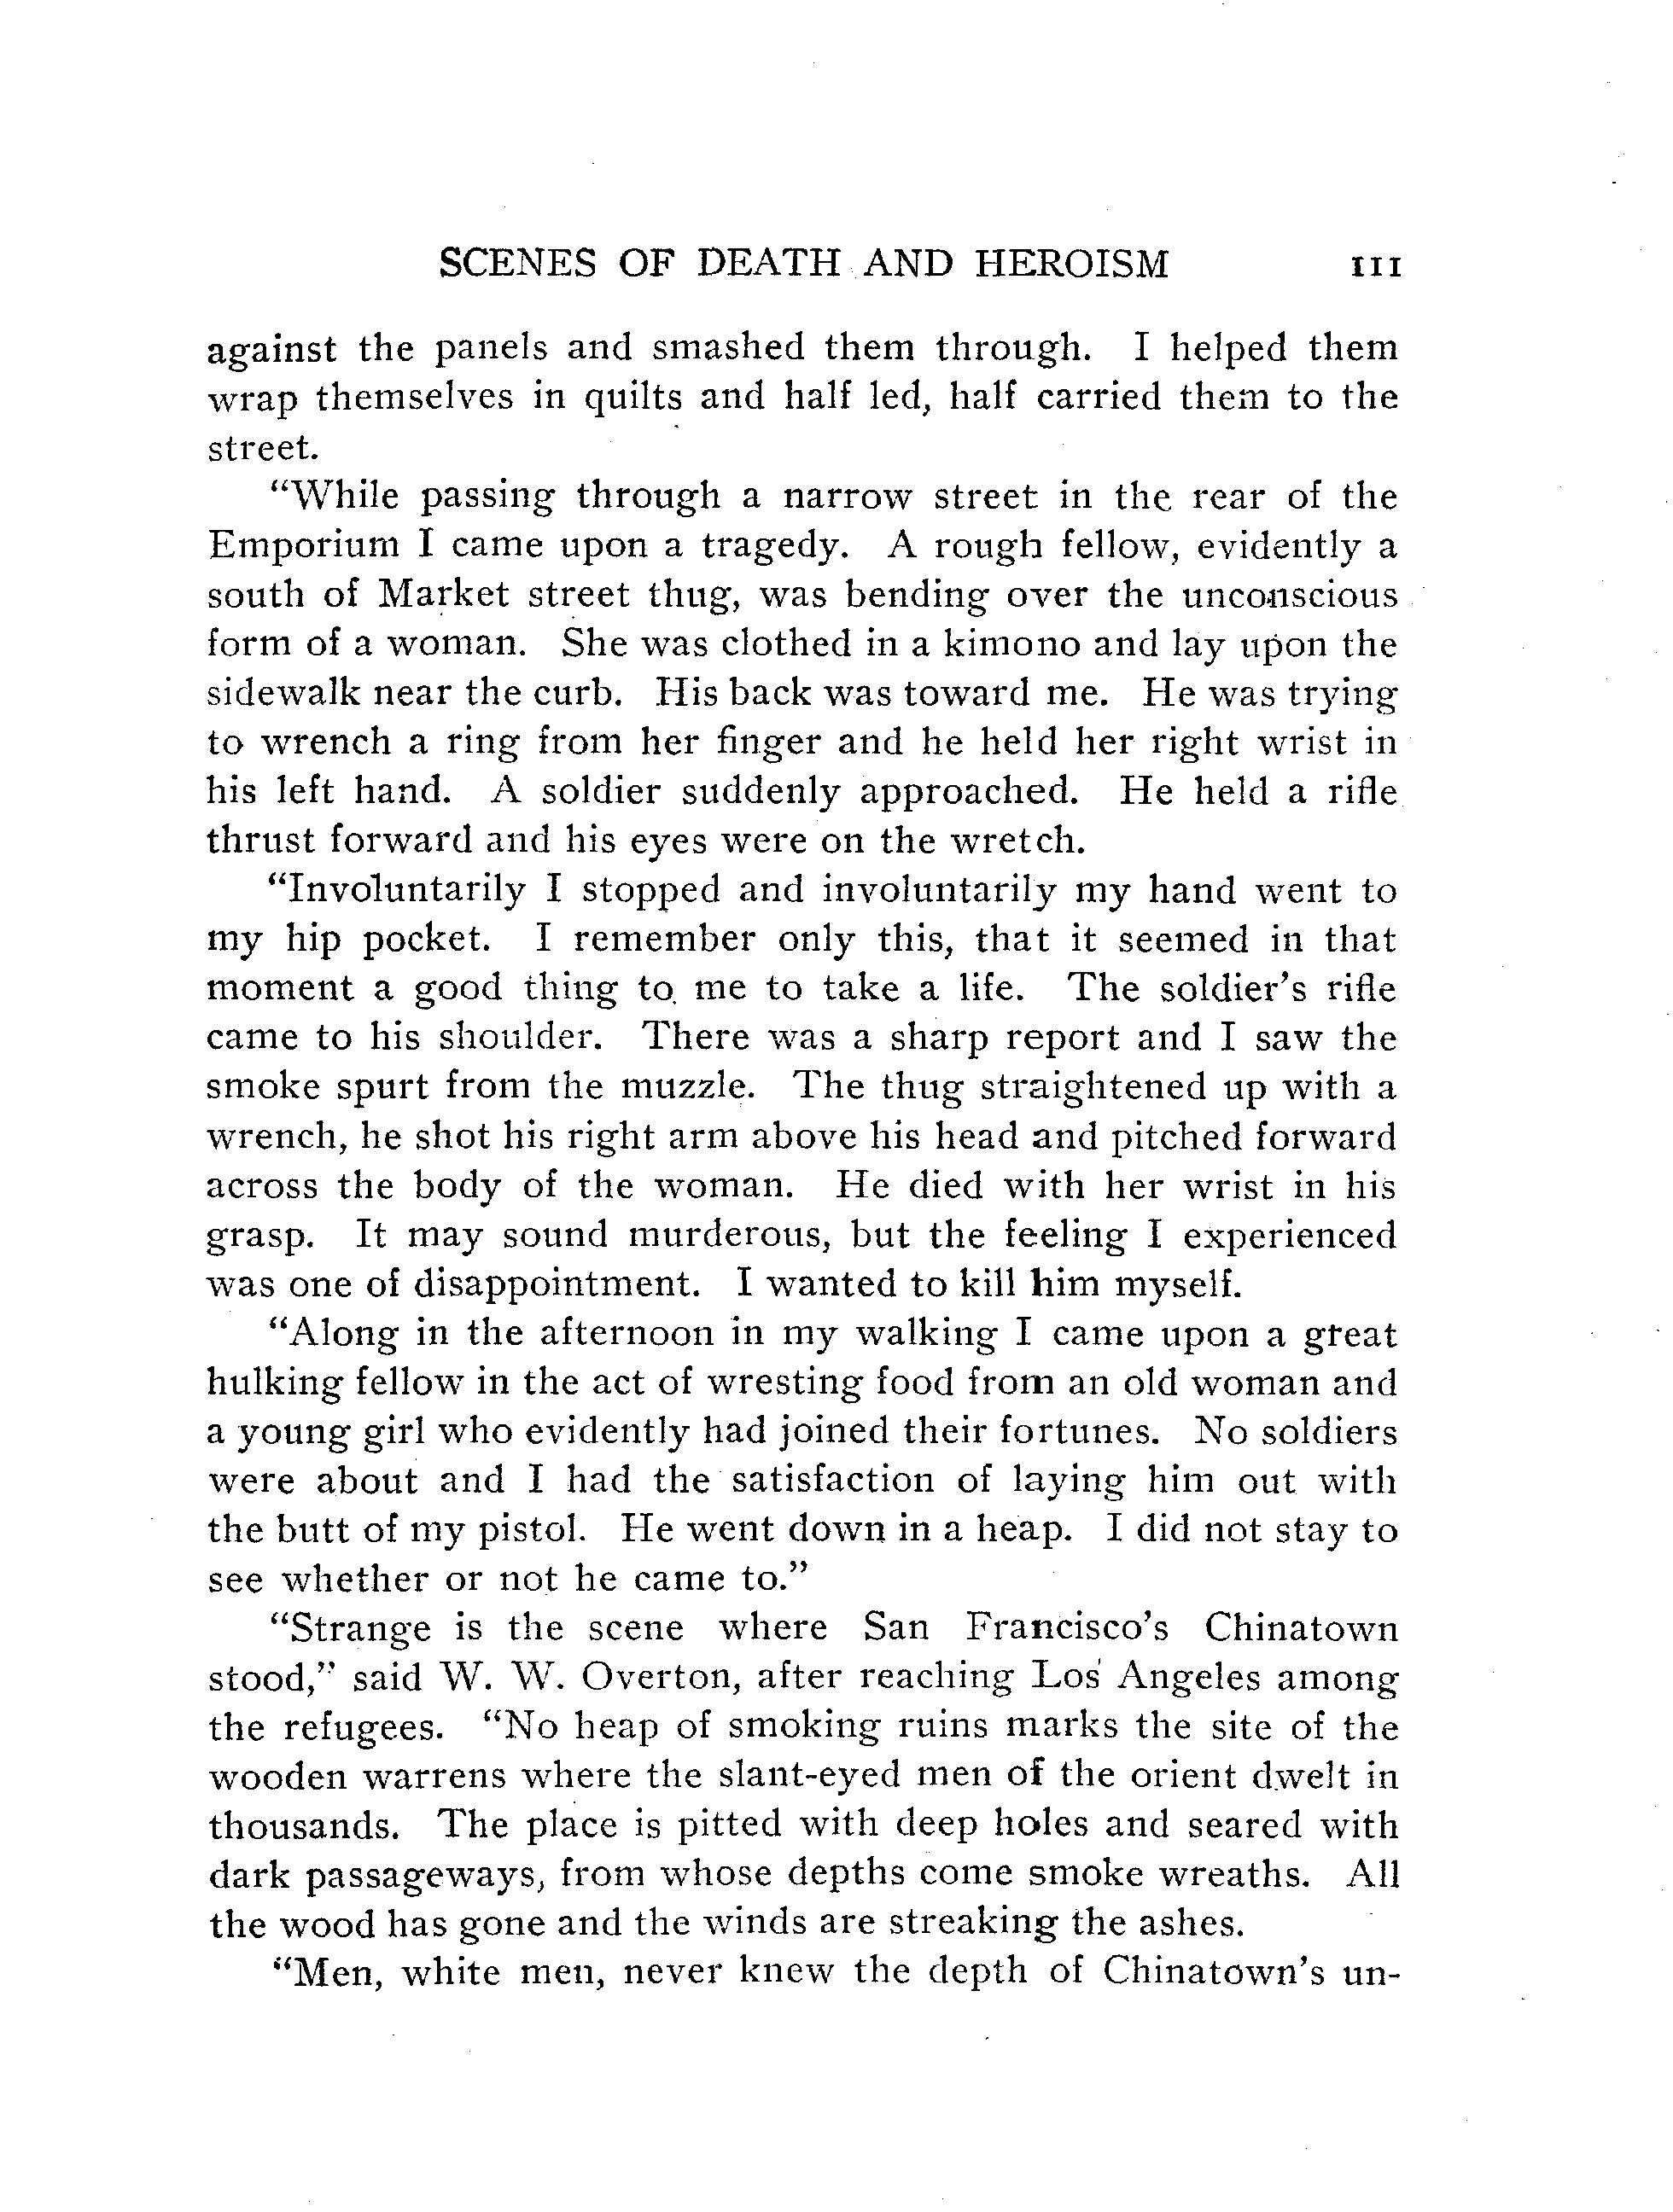 SCENES OF DEATH AND HEROISM 111
against the panels and smashed them through. I helped them
wrap themselves in quilts and half led, half carried them to the
street.
“While passing through a narrow street in the rear of the
Emporium I came upon a tragedy. A rough fellow, evidently a
south of Market street thug, was bending over the unconscious
form of a woman. She was clothed in a kimono and lay upon the
sidewalk near the curb. His back was toward me. He was trying
to wrench a ring from her finger and he held her right wrist in
his left hand. A soldier suddenly approached. He held a rifle
thrust forward and his eyes were on the wretch.
“Involuntarily I stopped and involuntarily my hand went to
my hip pocket. I remember only this, that it seemed in that
moment a good thing to me to take a life. The soldier's rifle
came to his shoulder. There was a sharp report and I saw the
smoke spurt from the muzzle. The thug straightened up with a
wrench, he shot his right arm above his head and pitched forward
across the body of the woman. He died with her wrist in his
grasp. It may sound murderous, but the feeling I experienced
was one of disappointment. I wanted to kill him myself.
“Along in the afternoon in my walking I came upon a great
hulking fellow in the act of wresting food from an old woman and
a young girl who evidently had joined their fortunes. No soldiers
were about and I had the satisfaction of laying him out with
the butt of my pistol. He went down in a heap. I did not stay to
see whether or not he came to.”
“Strange is the scene where San Francisco's Chinatown
stood,” said W. W. Overton, after reaching Los Angeles among
the refugees. “No heap of smoking ruins marks the site of the
wooden warrens where the slant-eyed men of the orient dwelt in
thousands. The place is pitted with deep holes and seared with
dark passageways, from whose depths come smoke wreaths. All
the wood has gone and the winds are streaking the ashes.
“Men, white men, never knew the depth of Chinatown's un-